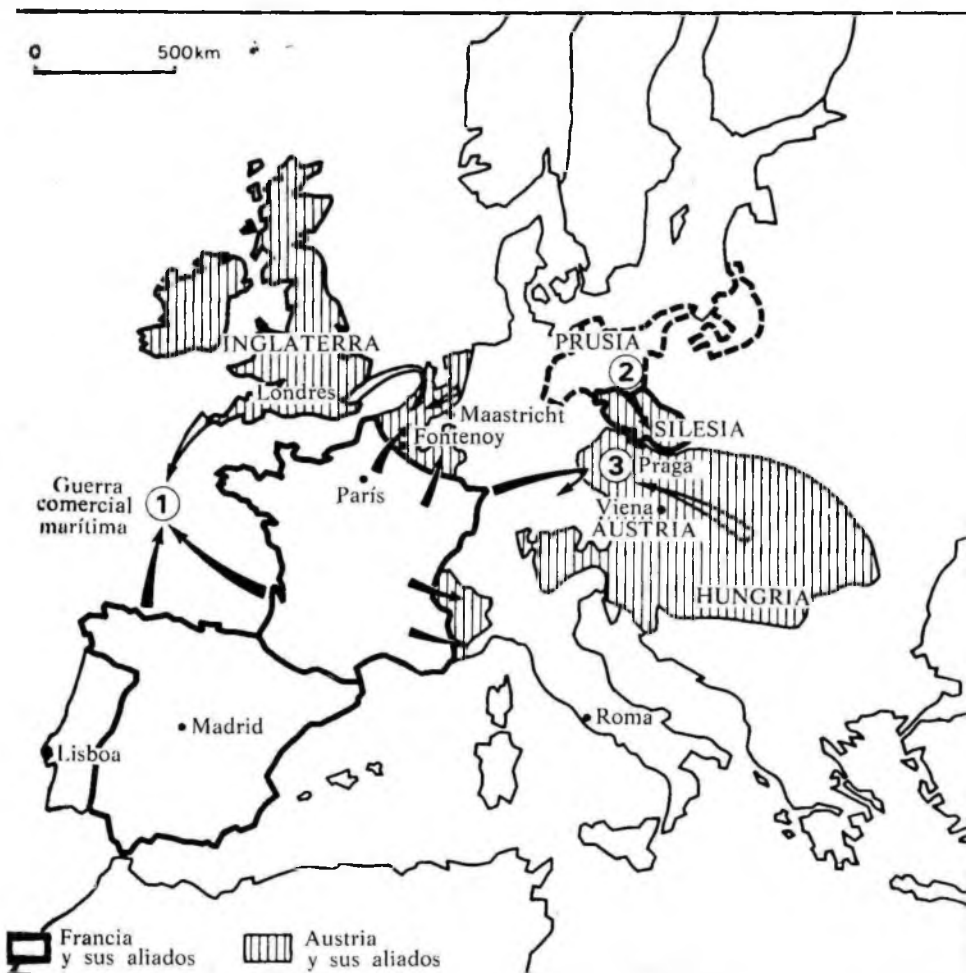 0 500km
INGLATERRA
Londres
PRUSIA
2
Maastricht
Fontenoy
SILESIA
París
3 Praga
Guerra
comercial
marítima
1
Viena
AUSTRIA
HUNGRIA
Madrid
Roma
Lisboa
Francia
y sus aliados
Austria
y sus aliados